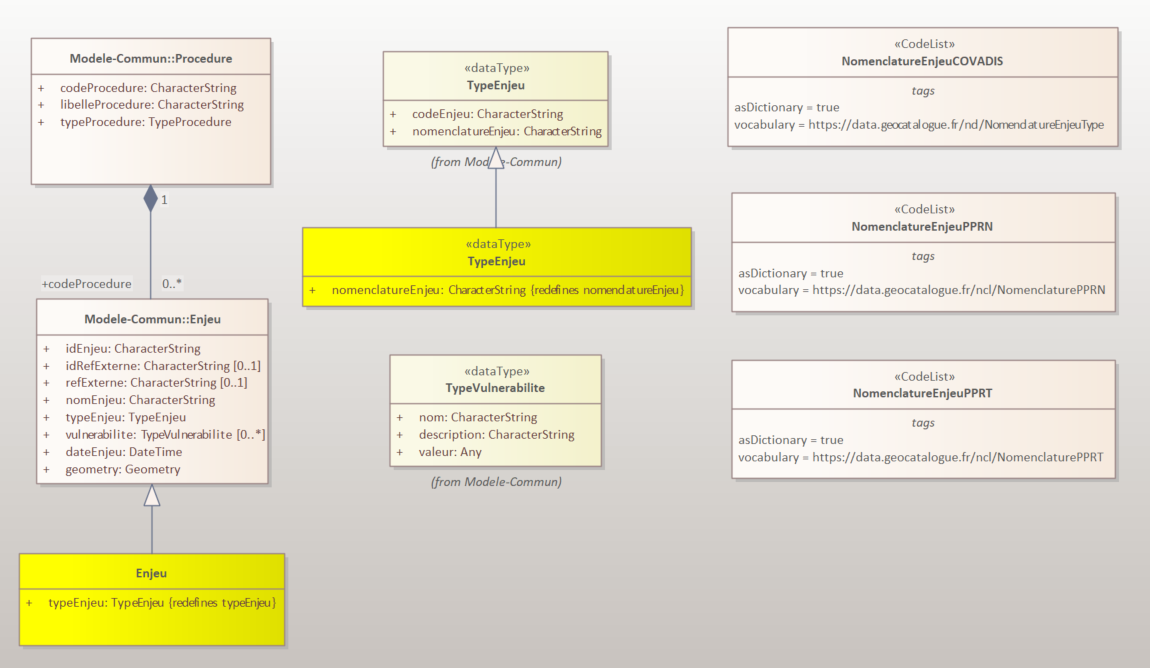 Modele-Commun::Procedure
+ codeProcedure: CharacterString
+ libelleProcedure: CharacterString
+ typeProcedure: TypeProcedure
1
+codeProcedure 0..*
Modele-Commun::Enjeu
+ idEnjeu: CharacterString
+ idRefExterne: CharacterString [0..1]
+ refExterne: CharacterString [0..1]
+ nomEnjeu: CharacterString
+ typeEnjeu: TypeEnjeu
+ vulnerabilite: TypeVulnerabilite [0..*]
+ dateEnjeu: DateTime
+ geometry: Geometry
Enjeu
+ typeEnjeu: TypeEnjeu {redefines typeEnjeu}
«dataType»
TypeEnjeu
+ codeEnjeu: CharacterString
+ nomenclatureEnjeu: CharacterString
(from Modele-Commun)
«dataType»
TypeEnjeu
+ nomenclatureEnjeu: CharacterString {redefines nomenclatureEnjeu}
«dataType»
TypeVulnerabilite
+ nom: CharacterString
+ description: CharacterString
+ valeur: Any
(from Modele-Commun)
«CodeList»
NomenclatureEnjeuCOVADIS
tags
asDictionary = true
vocabulary = https://data.geocatalogue.fr/nd/NomenclatureEnjeuType
«CodeList»
NomenclatureEnjeuPPRN
tags
asDictionary = true
vocabulary = https://data.geocatalogue.fr/ncl/NomenclaturePPRN
«CodeList»
NomenclatureEnjeuPPRT
tags
asDictionary = true
vocabulary = https://data.geocatalogue.fr/ncl/NomenclaturePPRT